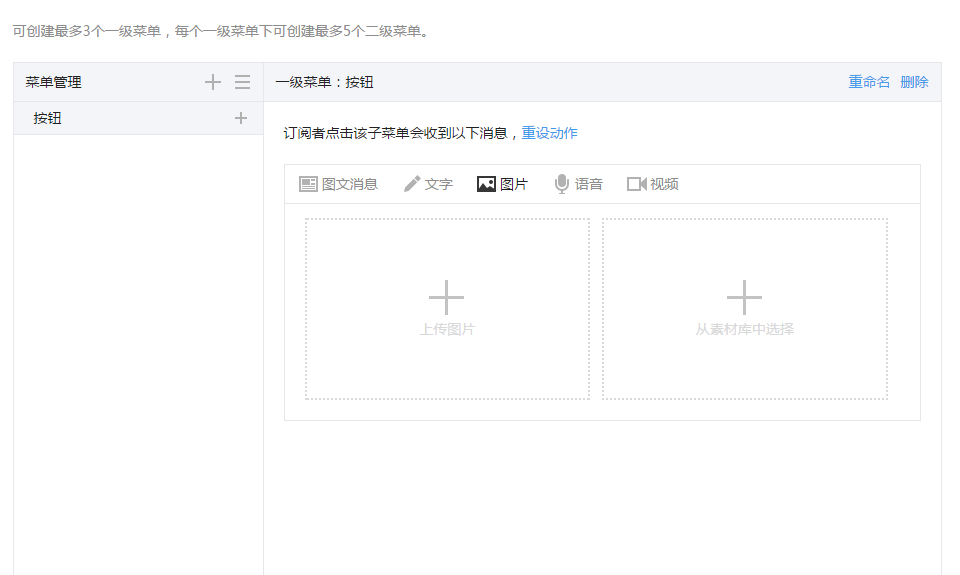 可创建最多3个一级菜单，每个一级菜单下可创建最多5个二级菜单。
菜单管理
一级菜单：按钮
重命名 删除
按钮
订阅者点击该子菜单会收到以下消息，重设动作
图文消息 文字 图片 语音 视频
上传图片
从素材库中选择